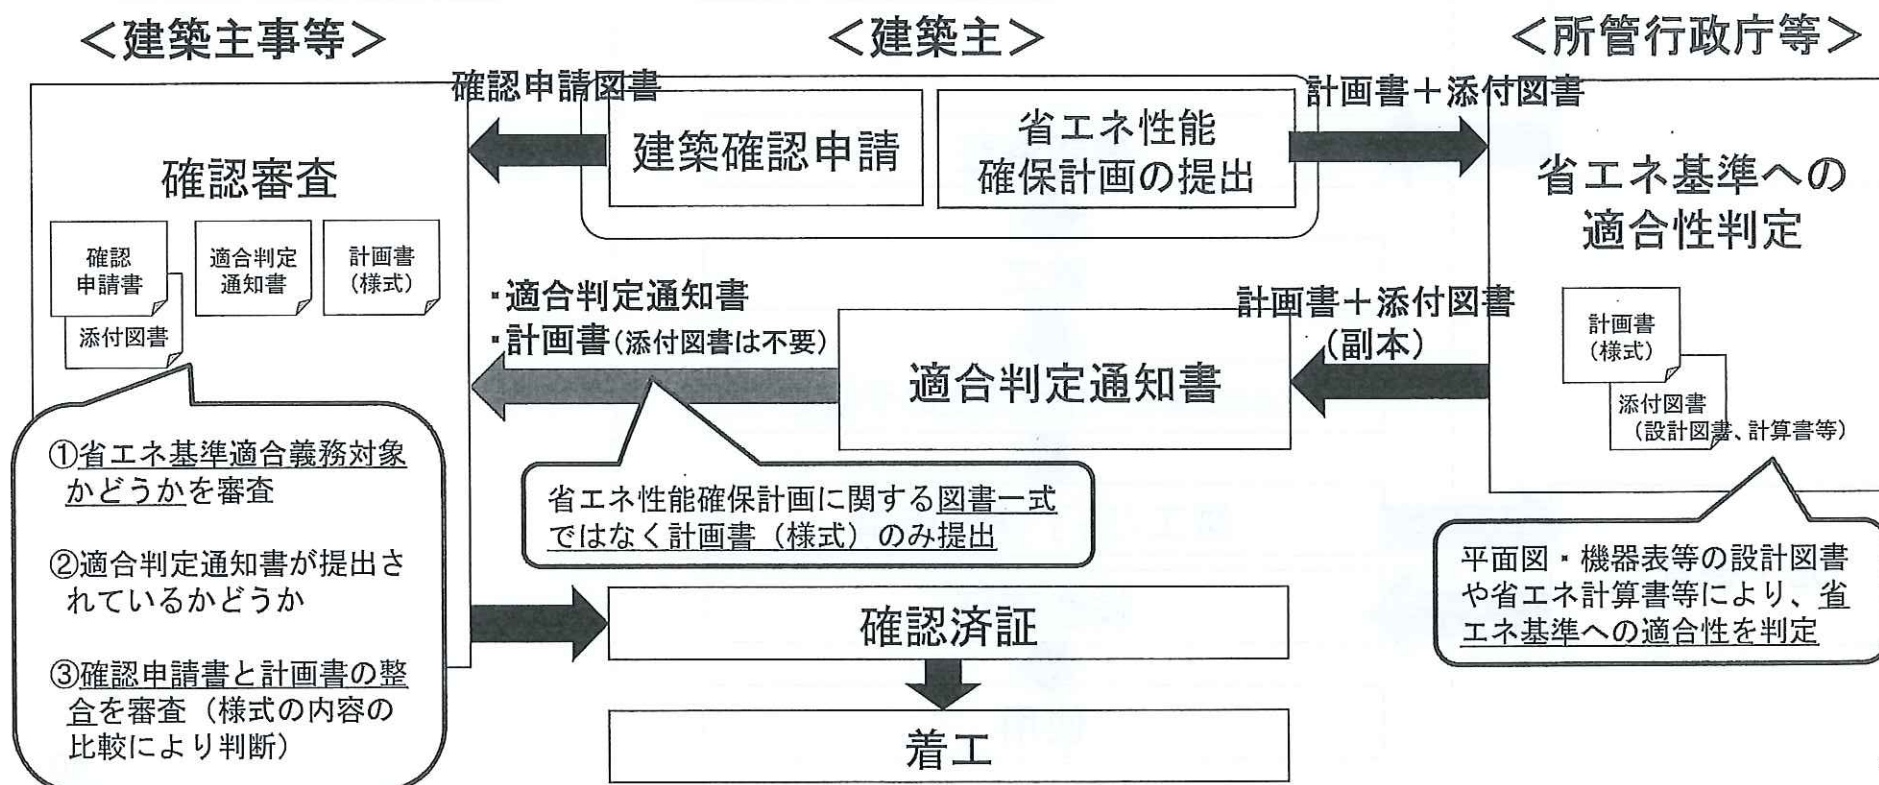 <建築主事等>
<建築主>
<所管行政庁等>
確認申請図書
建築確認申請
省エネ性能
確保計画の提出
計画書+添付図書
確認審査
確認
申請書
添付図書
適合判定
通知書
計画書
(様式)
省エネ基準への
適合性判定
・適合判定通知書
・計画書(添付図書は不要)
適合判定通知書
計画書+添付図書
(副本)
計画書
(様式)
添付図書
(設計図書、計算書等)
①省エネ基準適合義務対象
かどうかを審査
②適合判定通知書が提出さ
れているかどうか
③確認申請書と計画書の整
合を審査(様式の内容の
比較により判断)
省エネ性能確保計画に関する図書一式
ではなく計画書(様式)のみ提出
平面図・機器表等の設計図書
や省エネ計算書等により、省
エネ基準への適合性を判定
確認済証
着工